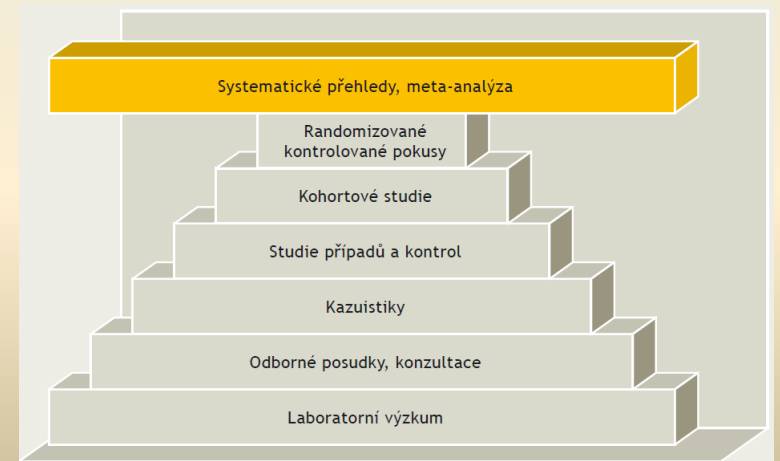 Systematické přehledy, meta-analýza
Randomizované
kontrolované pokusy
Kohortové studie
Studie případů a kontrol
Kazuistiky
Odborné posudky, konzultace
Laboratorní výzkum